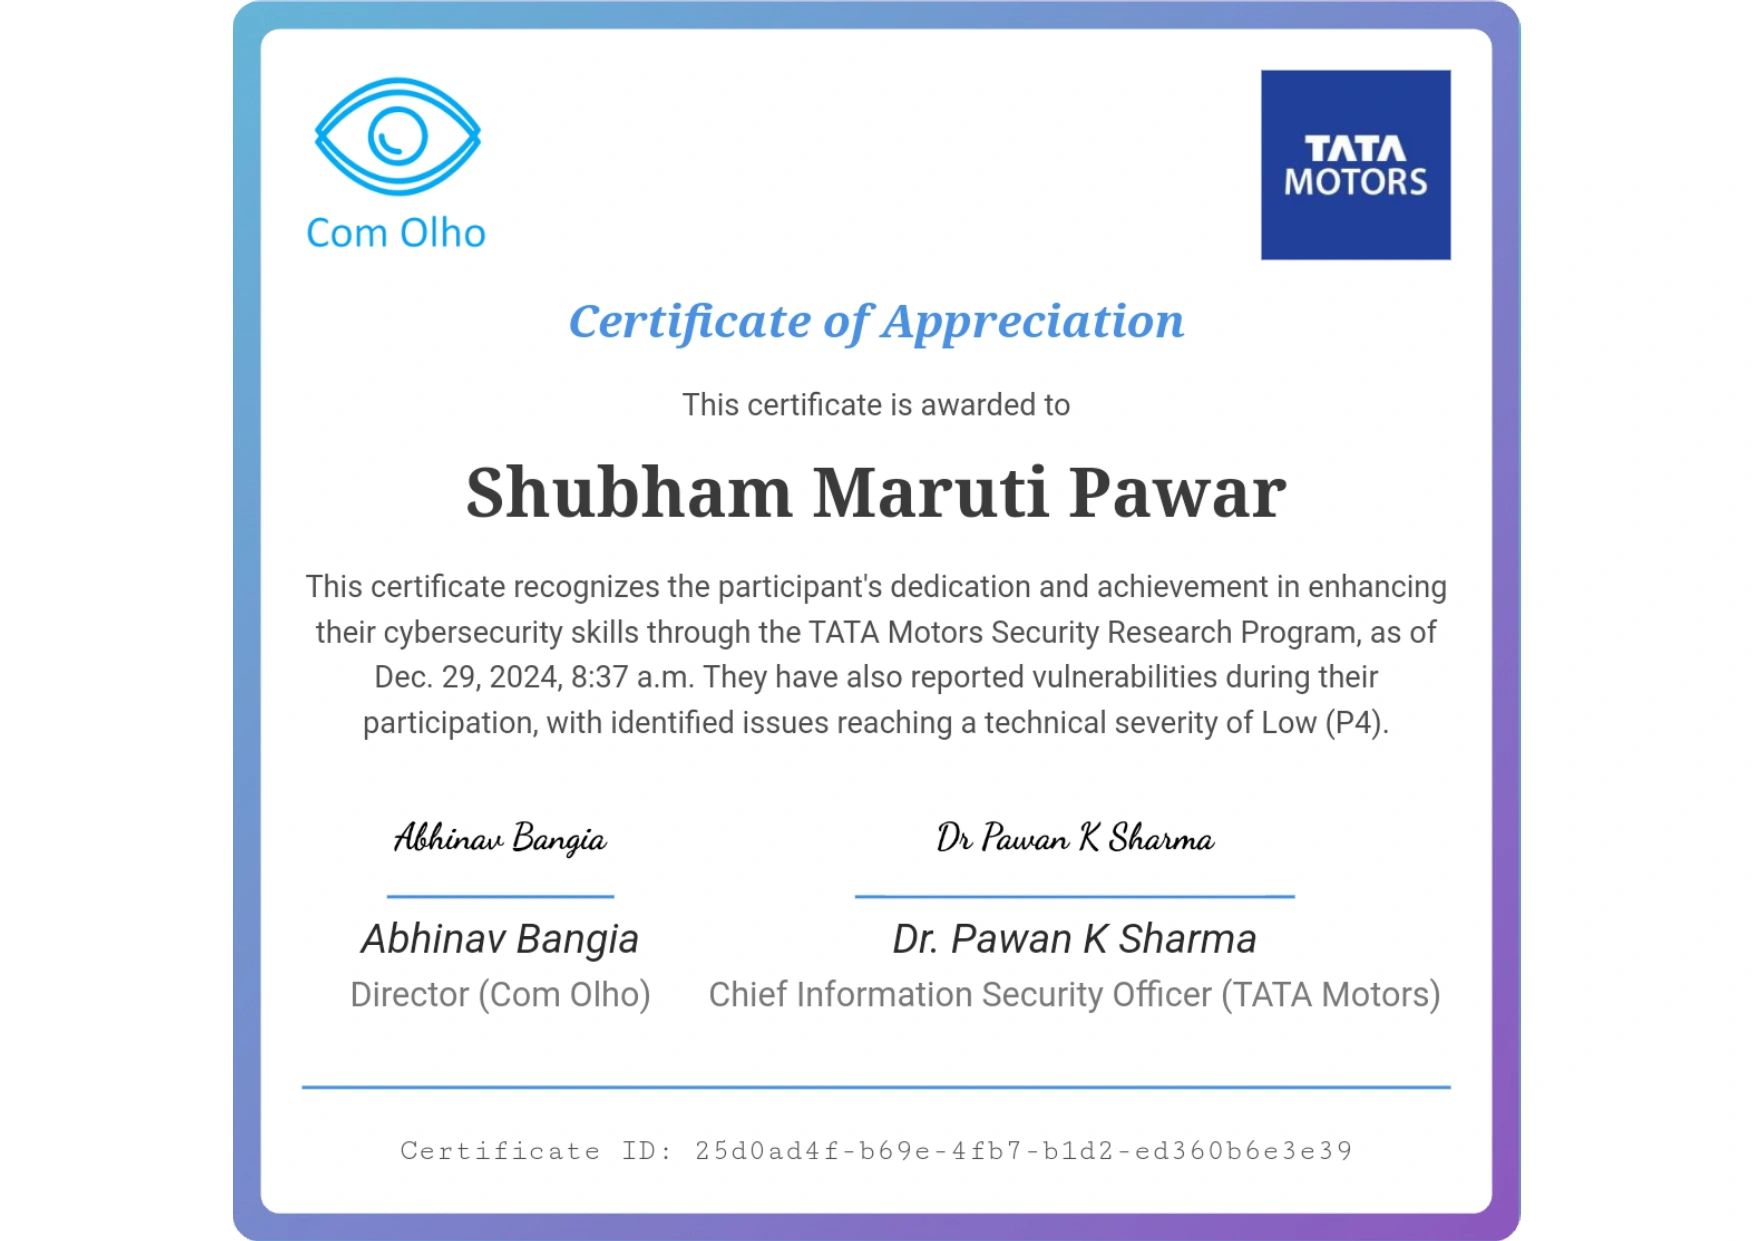 Com Olho
TATA
MOTORS
Certificate of Appreciation
This certificate is awarded to
Shubham Maruti Pawar
This certificate recognizes the participant's dedication and achievement in enhancing
their cybersecurity skills through the TATA Motors Security Research Program, as of
Dec. 29, 2024, 8:37 a.m. They have also reported vulnerabilities during their
participation, with identified issues reaching a technical severity of Low (P4).
Abhinav Bangia
Dr Pawan K Sharma
Abhinav Bangia
Dr. Pawan K Sharma
Director (Com Olho)
Chief Information Security Officer (TATA Motors)
Certificate ID: 25d0ad4f-b69e-4fb7-b1d2-ed360b6e3e39